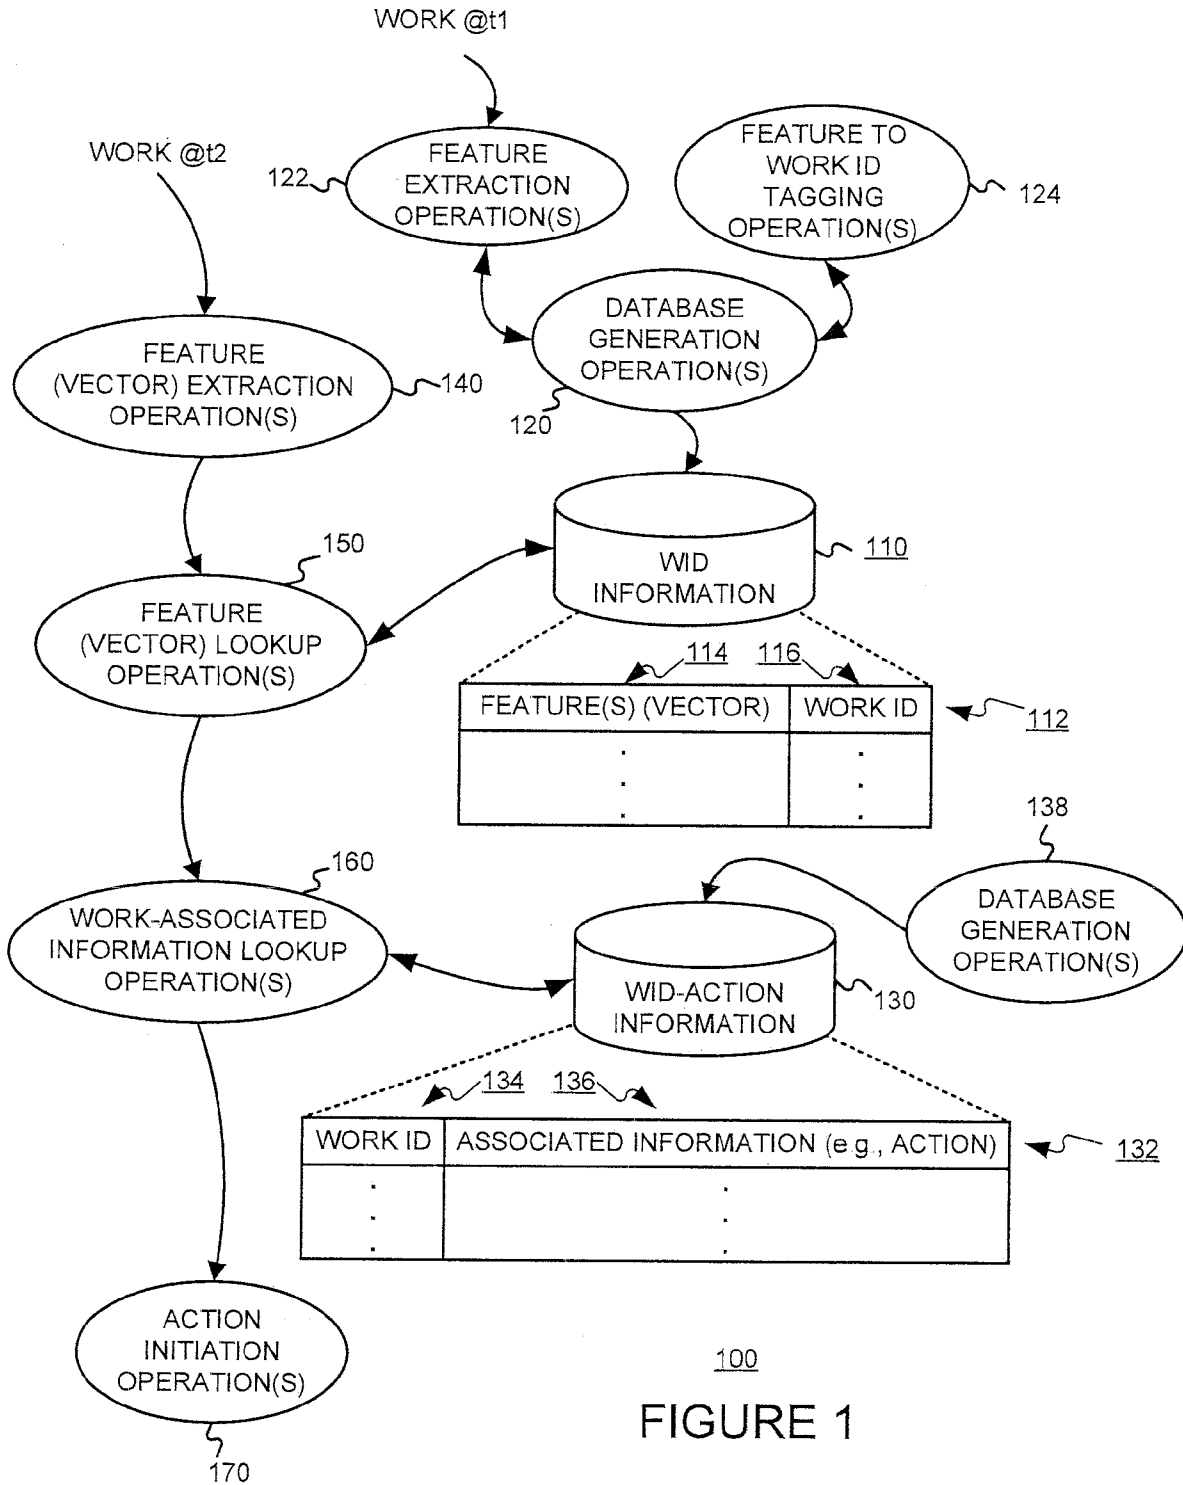 WORK @t1
WORK @t2
122
FEATURE
EXTRACTION
OPERATION(S)
FEATURE TO
WORK ID
TAGGING
OPERATION(S)
124
DATABASE
GENERATION
OPERATION(S)
120
FEATURE
(VECTOR) EXTRACTION
OPERATION(S)
140
150
WID
INFORMATION
110
FEATURE
(VECTOR) LOOKUP
OPERATION(S)
114
116
FEATURE(S) (VECTOR)
WORK ID
112
138
DATABASE
GENERATION
OPERATION(S)
160
WORK-ASSOCIATED
INFORMATION LOOKUP
OPERATION(S)
WID-ACTION
INFORMATION
130
134
136
WORK ID
ASSOCIATED INFORMATION (e.g., ACTION)
132
ACTION
INITIATION
OPERATION(S)
170
100
FIGURE 1